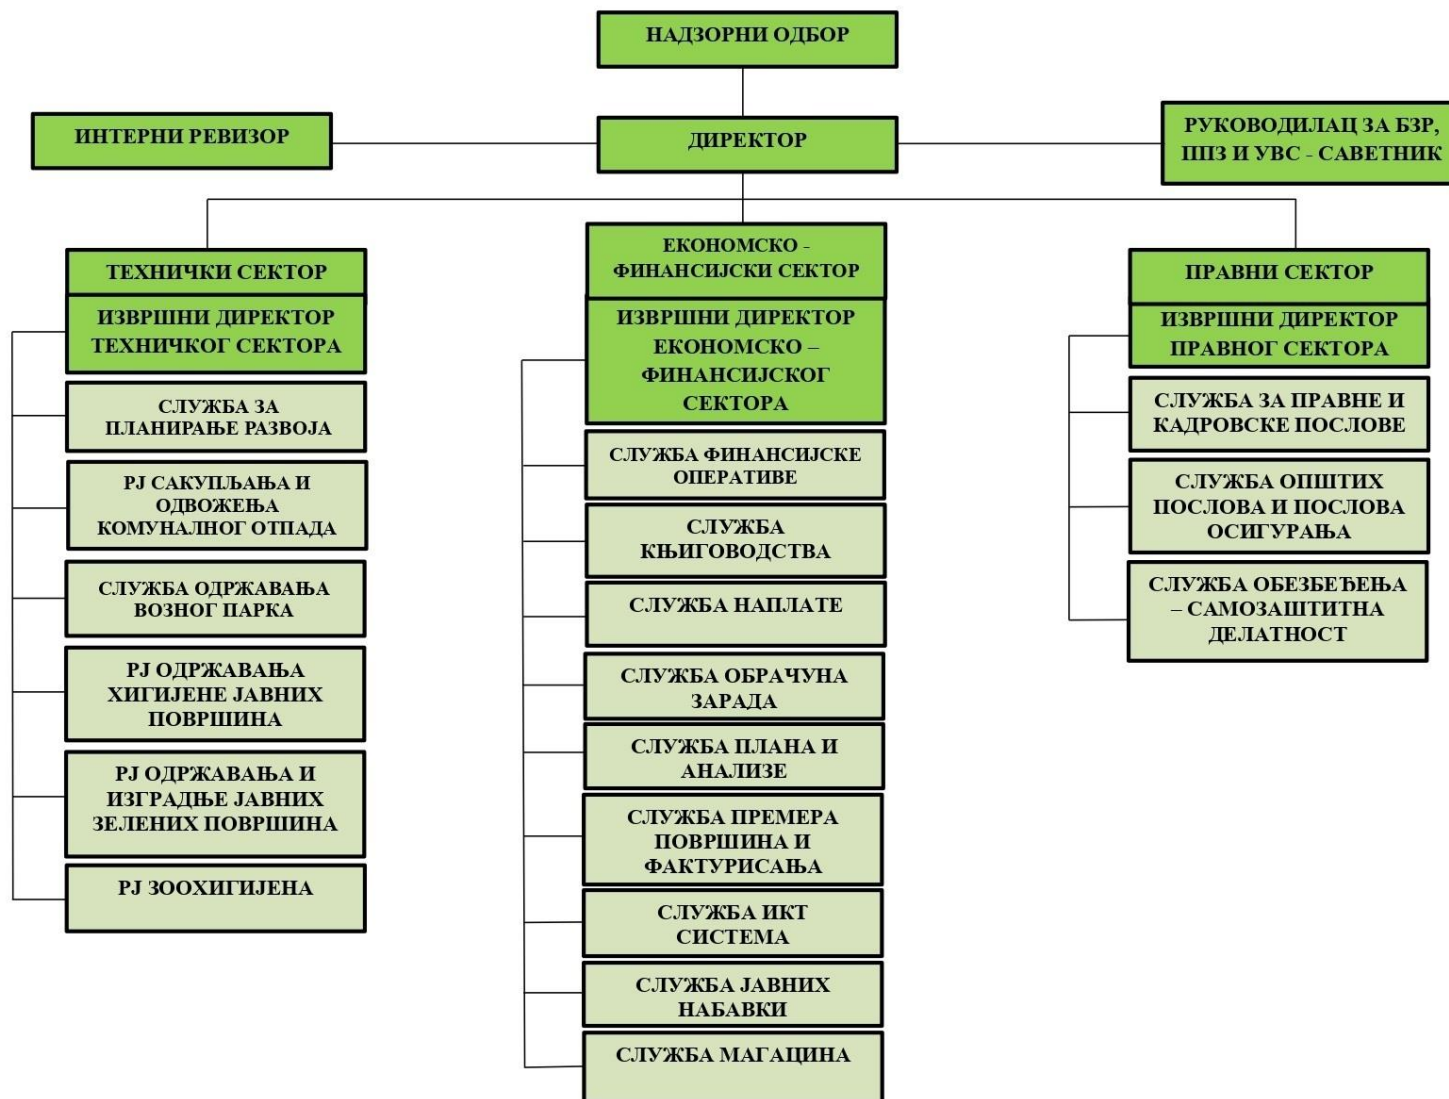 НАДЗОРНИ ОДБОР
ИНТЕРНИ РЕВИЗОР
ДИРЕКТОР
РУКОВОДИЛАЦ ЗА БЗР,
ППЗ И УВС - САВЕТНИК
ТЕХНИЧКИ СЕКТОР
ИЗВРШНИ ДИРЕКТОР
ТЕХНИЧКОГ СЕКТОРА
СЛУЖБА ЗА
ПЛАНИРАЊЕ РАЗВОЈА
РЈ САКУПЉАЊА И
ОДВОЖЕЊА
КОМУНАЛНОГ ОТПАДА
СЛУЖБА ОДРЖАВАЊА
ВОЗНОГ ПАРКА
РЈ ОДРЖАВАЊА
ХИГИЈЕНЕ ЈАВНИХ
ПОВРШИНА
РЈ ОДРЖАВАЊА И
ИЗГРАДЊЕ ЈАВНИХ
ЗЕЛЕНИХ ПОВРШИНА
РЈ ЗООХИГИЈЕНА
ЕКОНОМСКО -
ФИНАНСИЈСКИ СЕКТОР
ИЗВРШНИ ДИРЕКТОР
ЕКОНОМСКО –
ФИНАНСИЈСКОГ
СЕКТОРА
СЛУЖБА ФИНАНСИЈСКЕ
ОПЕРАТИВЕ
СЛУЖБА
КЊИГОВОДСТВА
СЛУЖБА НАПЛАТЕ
СЛУЖБА ОБРАЧУНА
ЗАРАДА
СЛУЖБА ПЛАНА И
АНАЛИЗЕ
СЛУЖБА ПРЕМЕРА
ПОВРШИНА И
ФАКТУРИСАЊА
СЛУЖБА ИКТ
СИСТЕМА
СЛУЖБА ЈАВНИХ
НАБАВКИ
СЛУЖБА МАГАЦИНА
ПРАВНИ СЕКТОР
ИЗВРШНИ ДИРЕКТОР
ПРАВНОГ СЕКТОРА
СЛУЖБА ЗА ПРАВНЕ И
КАДРОВСКЕ ПОСЛОВЕ
СЛУЖБА ОПШТИХ
ПОСЛОВА И ПОСЛОВА
ОСИГУРАЊА
СЛУЖБА ОБЕЗБЕЂЕЊА
– САМОЗАШТИТНА
ДЕЛАТНОСТ